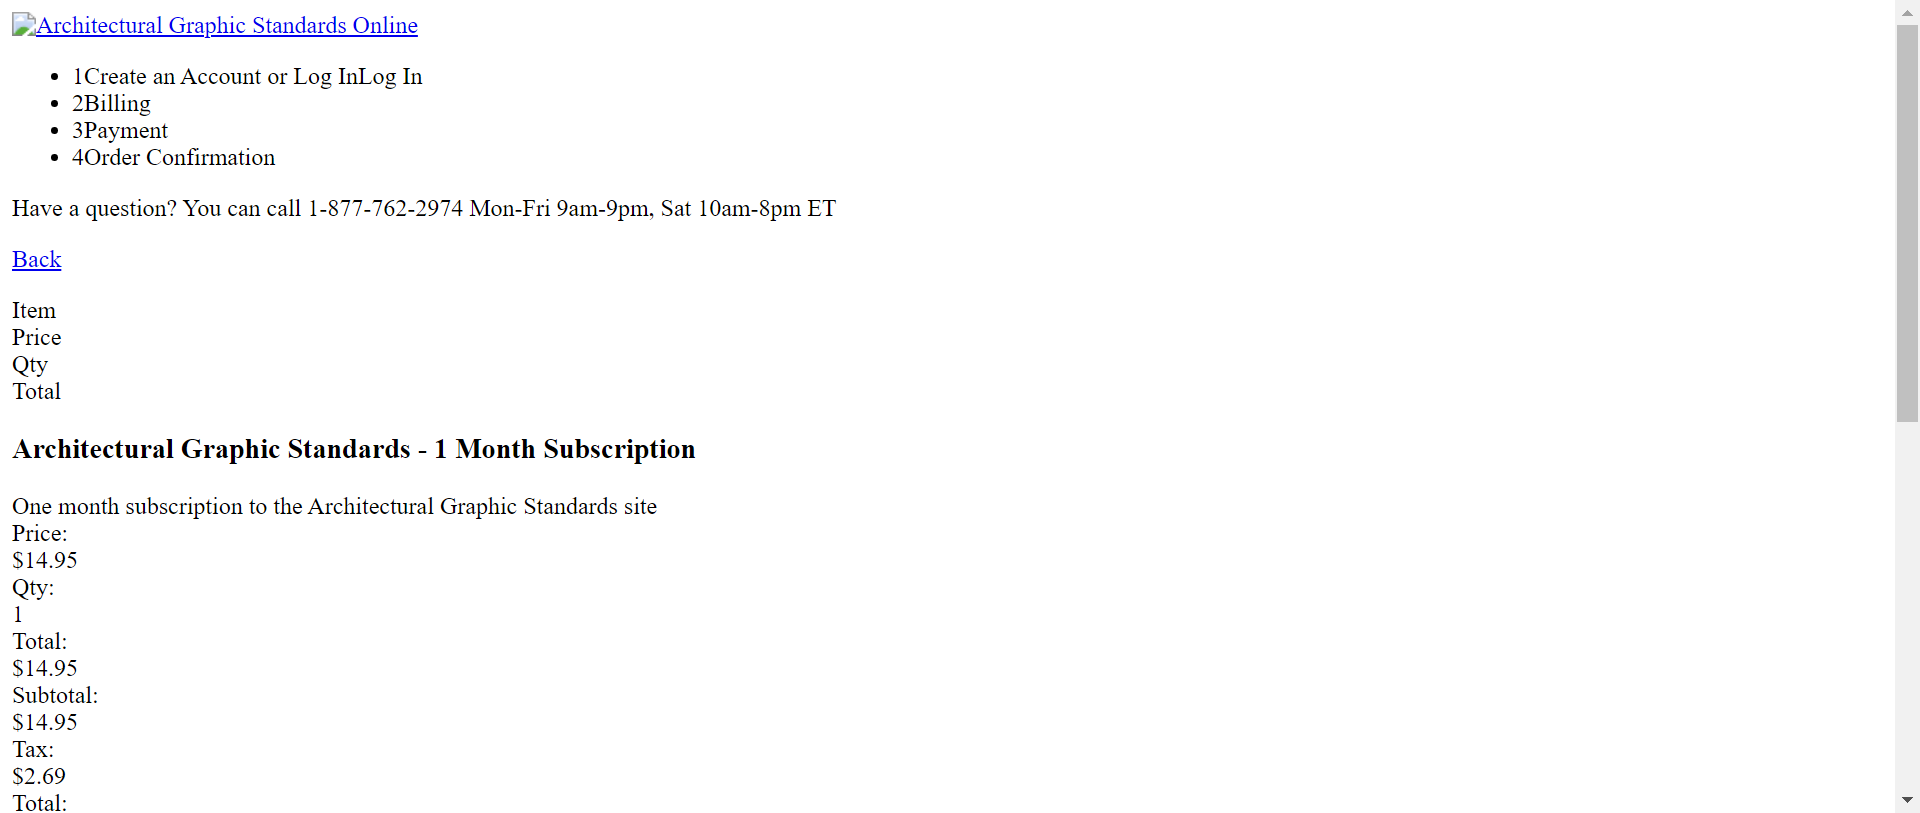 Architectural Graphic Standards Online
1Create an Account or Log InLog In
2Billing
3Payment
4Order Confirmation
Have a question? You can call 1-877-762-2974 Mon-Fri 9am-9pm, Sat 10am-8pm ET
Back
Item
Price
Qty
Total
Architectural Graphic Standards - 1 Month Subscription
One month subscription to the Architectural Graphic Standards site
Price:
$14.95
Qty:
1
Total:
$14.95
Subtotal:
$14.95
Tax:
$2.69
Total: